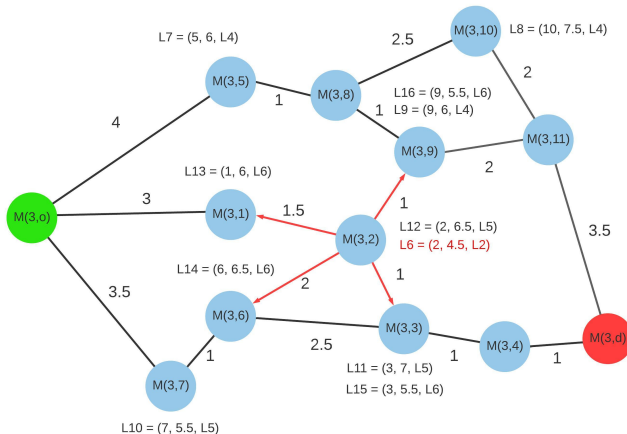 M(3,10)
L8 = (10, 7.5, L4)
L7 = (5, 6, L4)
2.5
2
M(3,5)
M(3,8)
1
L16 = (9, 5.5, L6)
L9 = (9, 6, L4)
1
4
M(3,9)
M(3,11)
2
L13 = (1, 6, L6)
3
M(3,1)
1.5
1
M(3,o)
M(3,2)
L12 = (2, 6.5, L5)
L6 = (2, 4.5, L2)
3.5
L14 = (6, 6.5, L6)
2
1
3.5
M(3,6)
2.5
M(3,3)
M(3,d)
1
M(3,4)
1
1
M(3,7)
L11 = (3, 7, L5)
L15 = (3, 5.5, L6)
L10 = (7, 5.5, L5)